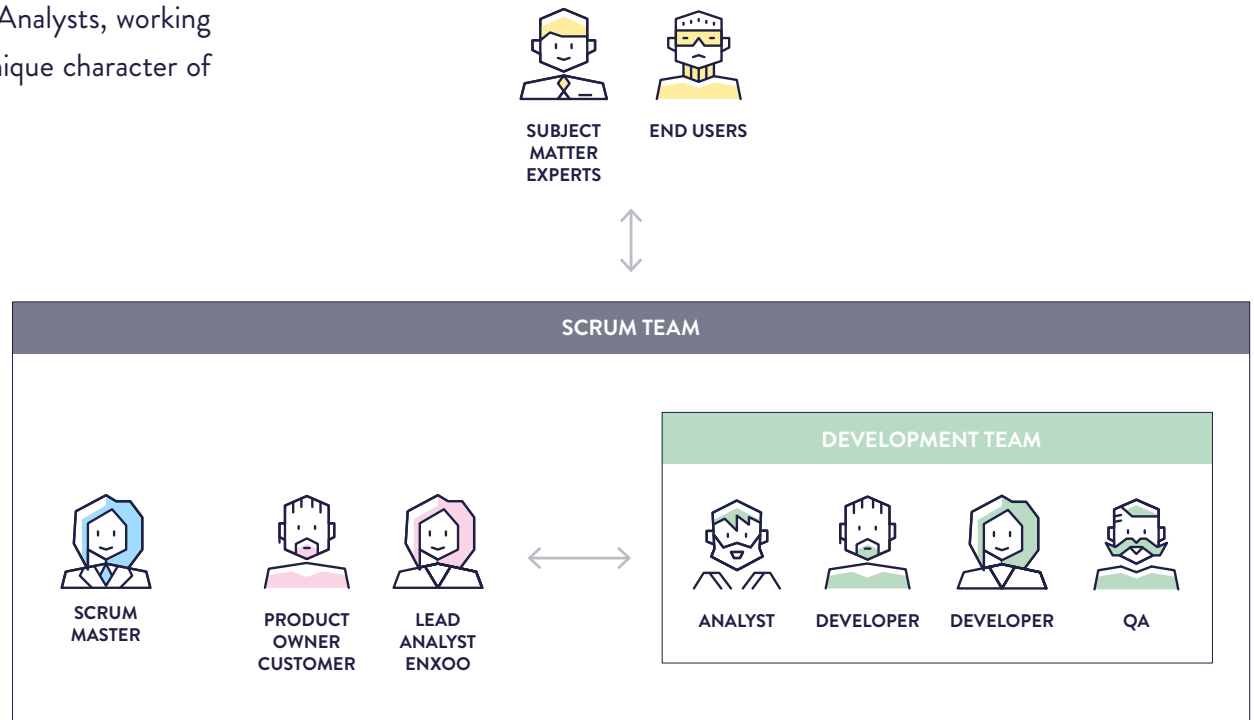 Analysts, working
character of
SUBJECT
MATTER
EXPERTS
END USERS
SCRUM TEAM
DEVELOPMENT TEAM
SCRUM
MASTER
PRODUCT
OWNER
CUSTOMER
LEAD
ANALYST
ENXOO
ANALYST
DEVELOPER
DEVELOPER
QA